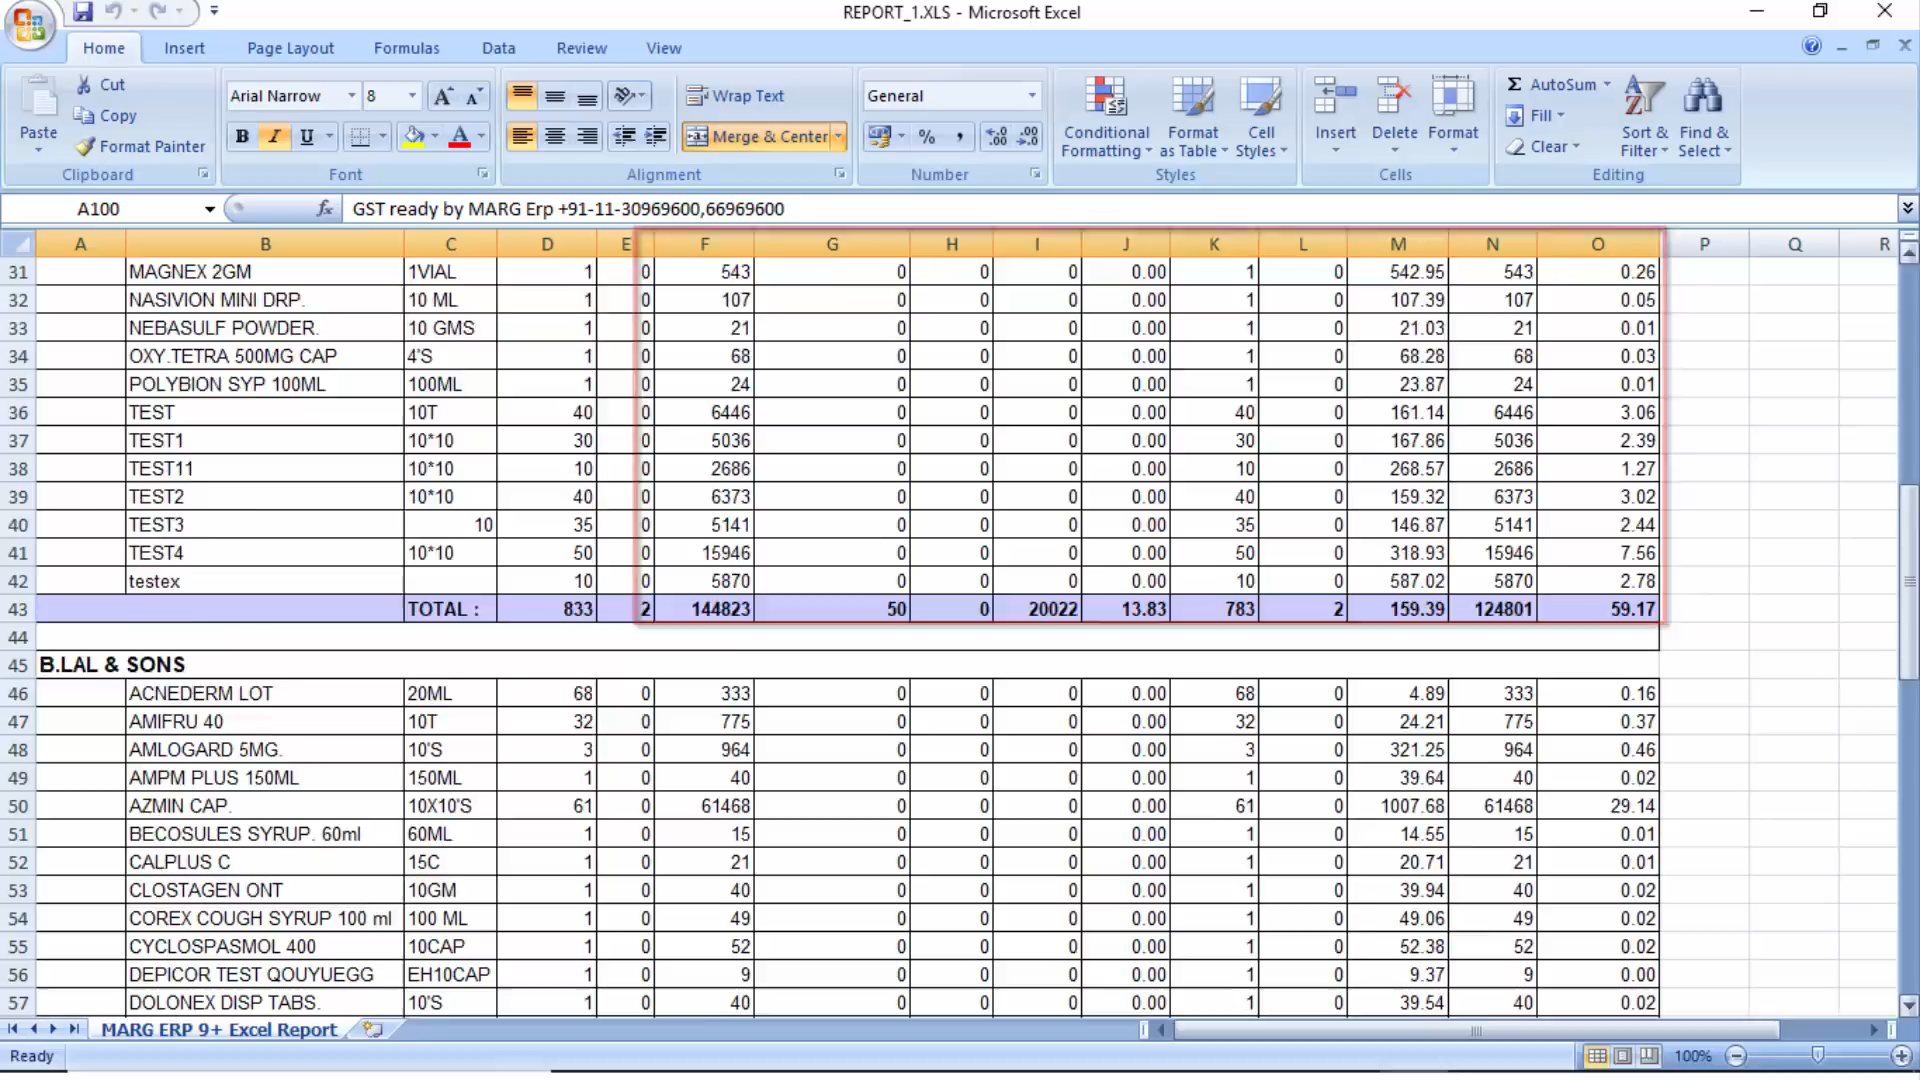 REPORT_1.XLS - Microsoft Excel
Home Insert Page Layout Formulas Data Review View
Cut
Copy
Format Painter
Paste
Clipboard
Arial Narrow 8
B I U
Font
Wrap Text
Merge & Center
Alignment
General
Number
Conditional Formatting
Format as Table
Cell Styles
Styles
Insert Delete Format
Cells
AutoSum
Fill
Clear
Sort & Filter
Find & Select
Editing
A100 fx GST ready by MARG Erp +91-11-30969600,66969600
A B C D E F G H I J K L M N O P Q R
31 MAGNEX 2GM 1VIAL 1 0 543 0 0 0 0.00 1 0 542.95 543 0.26
32 NASIVION MINI DRP. 10 ML 1 0 107 0 0 0 0.00 1 0 107.39 107 0.05
33 NEBASULF POWDER. 10 GMS 1 0 21 0 0 0 0.00 1 0 21.03 21 0.01
34 OXY.TETRA 500MG CAP 4'S 1 0 68 0 0 0 0.00 1 0 68.28 68 0.03
35 POLYBION SYP 100ML 100ML 1 0 24 0 0 0 0.00 1 0 23.87 24 0.01
36 TEST 10T 40 0 6446 0 0 0 0.00 40 0 161.14 6446 3.06
37 TEST1 10*10 30 0 5036 0 0 0 0.00 30 0 167.86 5036 2.39
38 TEST11 10*10 10 0 2686 0 0 0 0.00 10 0 268.57 2686 1.27
39 TEST2 10*10 40 0 6373 0 0 0 0.00 40 0 159.32 6373 3.02
40 TEST3 10 35 0 5141 0 0 0 0.00 35 0 146.87 5141 2.44
41 TEST4 10*10 50 0 15946 0 0 0 0.00 50 0 318.93 15946 7.56
42 testex 10 0 5870 0 0 0 0.00 10 0 587.02 5870 2.78
43 TOTAL : 833 2 144823 50 0 20022 13.83 783 2 159.39 124801 59.17
44
45 B.LAL & SONS
46 ACNEDERM LOT 20ML 68 0 333 0 0 0 0.00 68 0 4.89 333 0.16
47 AMIFRU 40 10T 32 0 775 0 0 0 0.00 32 0 24.21 775 0.37
48 AMLOGARD 5MG. 10'S 3 0 964 0 0 0 0.00 3 0 321.25 964 0.46
49 AMPM PLUS 150ML 150ML 1 0 40 0 0 0 0.00 1 0 39.64 40 0.02
50 AZMIN CAP. 10X10'S 61 0 61468 0 0 0 0.00 61 0 1007.68 61468 29.14
51 BECOSULES SYRUP. 60ml 60ML 1 0 15 0 0 0 0.00 1 0 14.55 15 0.01
52 CALPLUS C 15C 1 0 21 0 0 0 0.00 1 0 20.71 21 0.01
53 CLOSTAGEN ONT 10GM 1 0 40 0 0 0 0.00 1 0 39.94 40 0.02
54 COREX COUGH SYRUP 100 ml 100 ML 1 0 49 0 0 0 0.00 1 0 49.06 49 0.02
55 CYCLOSPASMOL 400 10CAP 1 0 52 0 0 0 0.00 1 0 52.38 52 0.02
56 DEPICOR TEST QOUYUEGG EH10CAP 1 0 9 0 0 0 0.00 1 0 9.37 9 0.00
57 DOLONEX DISP TABS. 10'S 1 0 40 0 0 0 0.00 1 0 39.54 40 0.02
MARG ERP 9+ Excel Report
Ready 100%